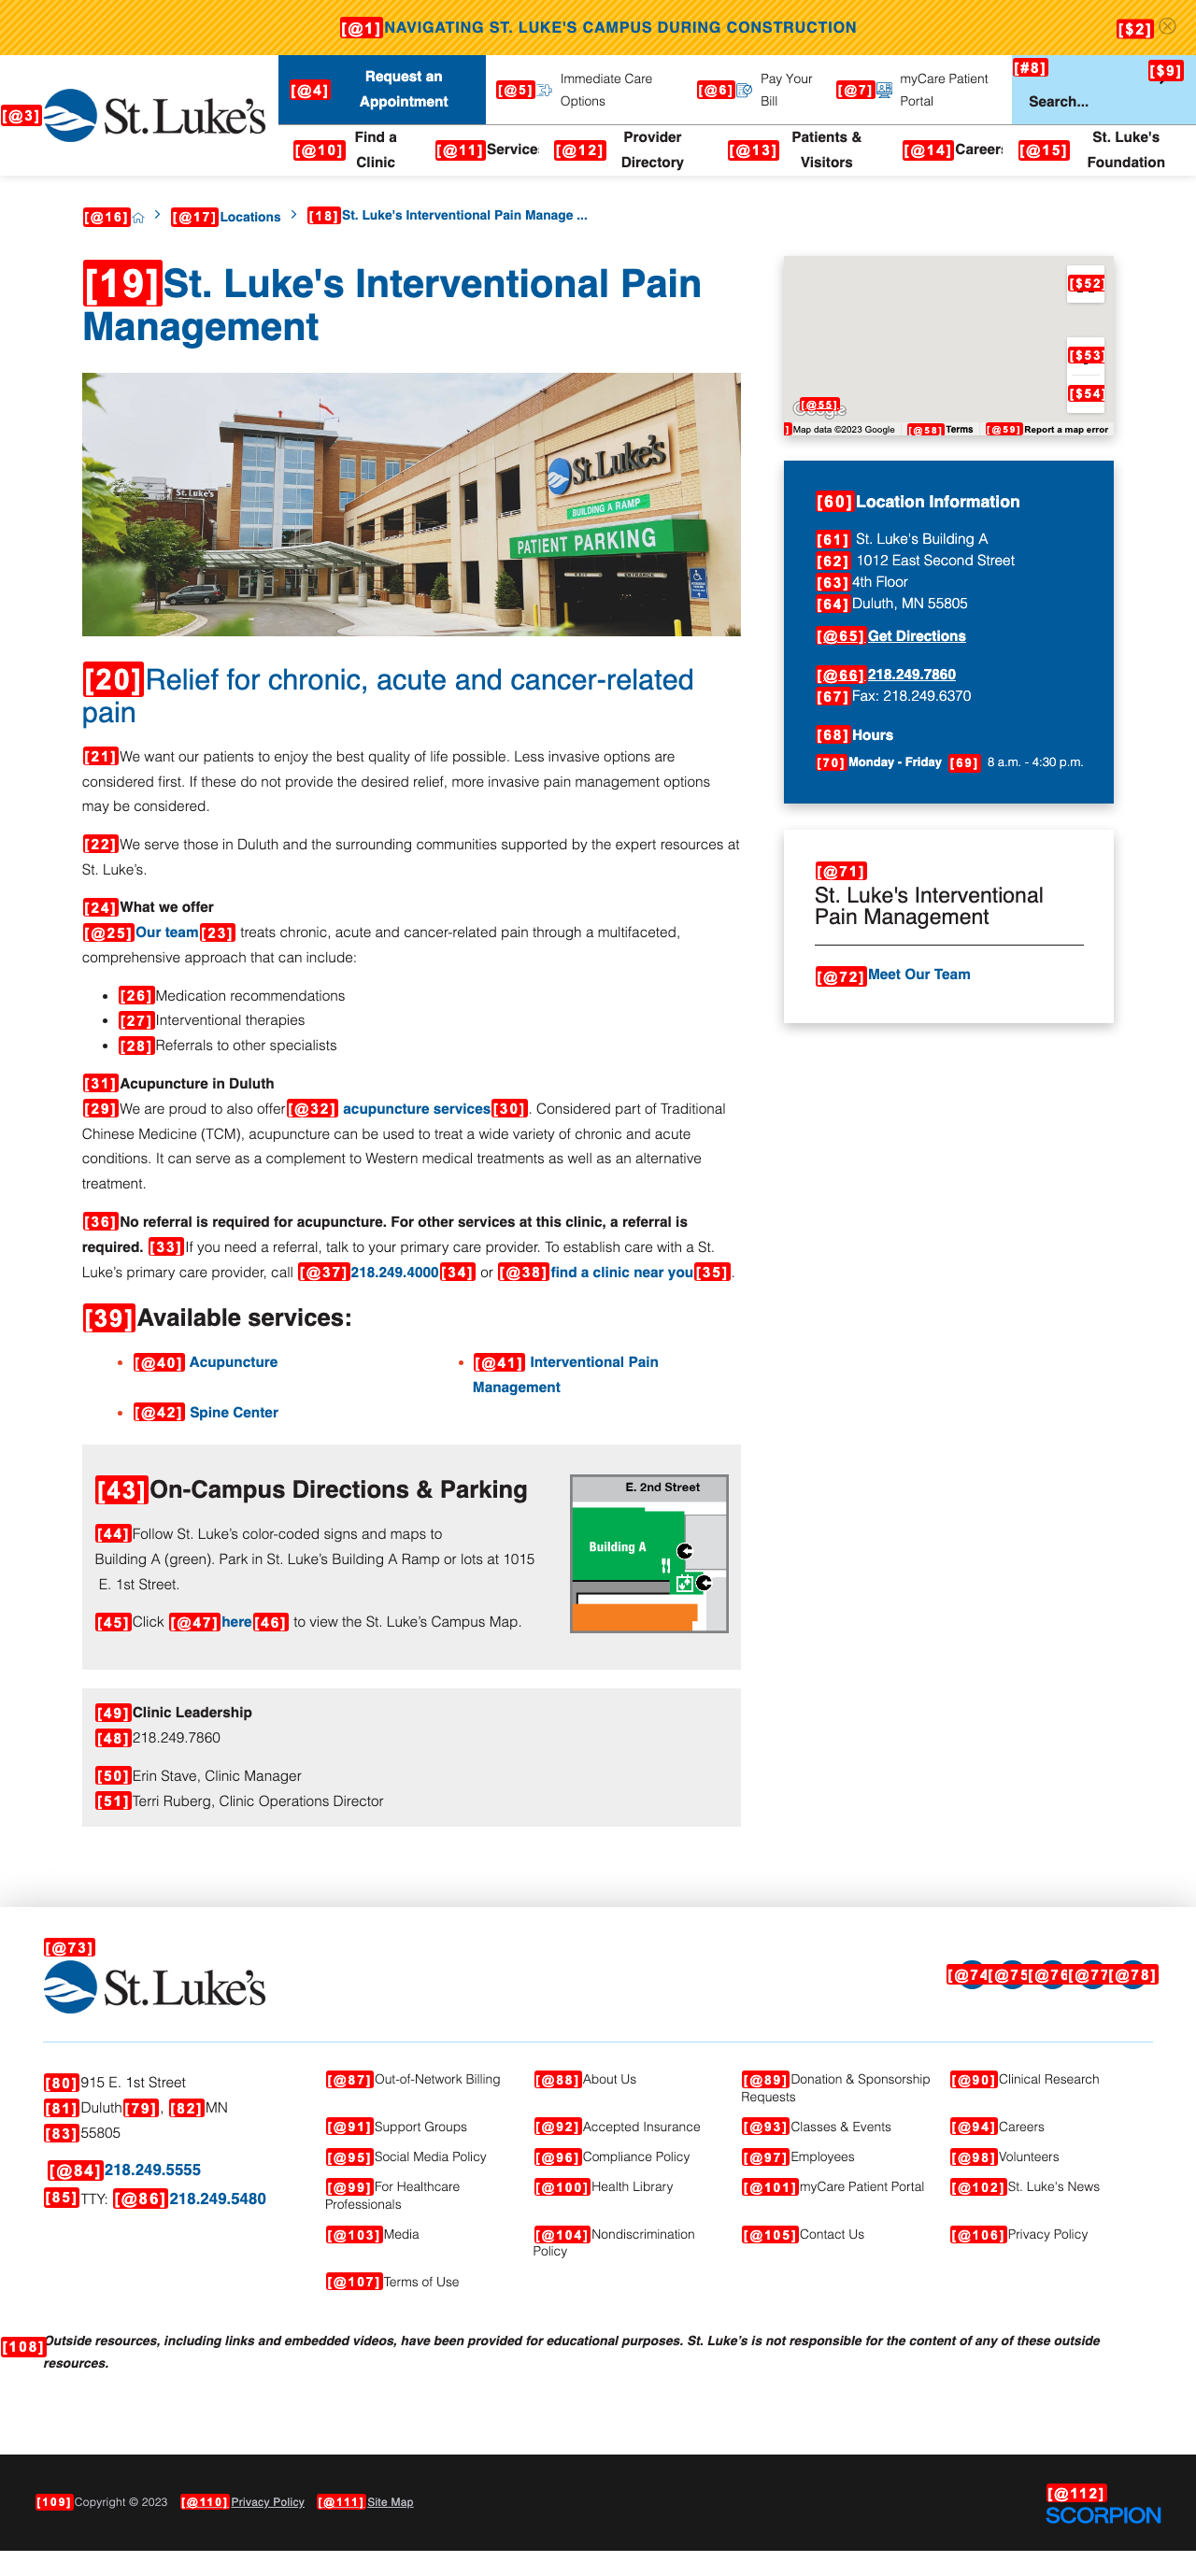 [@1]NAVIGATING ST. LUKE'S CAMPUS DURING CONSTRUCTION
[$2]
[@3] St. Luke's
[@4] Request an
Appointment
[@5] Immediate Care
Options
[@6] Pay Your
Bill
[@7] myCare Patient
Portal
[#8]
Search...
[$9]
[@10] Find a
Clinic
[@11]Service
[@12] Provider
Directory
[@13] Patients &
Visitors
[@14]Careers
[@15] St. Luke's
Foundation
[@16] > [@17]Locations > [18]St. Luke's Interventional Pain Manage ...
[19]St. Luke's Interventional Pain
Management
St. Luke's
St. Luke's
BUILDING A RAMP
PATIENT PARKING
EXIT
ENTRANCE
[20]Relief for chronic, acute and cancer-related
pain
[21]We want our patients to enjoy the best quality of life possible. Less invasive options are
considered first. If these do not provide the desired relief, more invasive pain management options
may be considered.
[22]We serve those in Duluth and the surrounding communities supported by the expert resources at
St. Luke’s.
[24]What we offer
[@25]Our team[23] treats chronic, acute and cancer-related pain through a multifaceted,
comprehensive approach that can include:
• [26]Medication recommendations
• [27]Interventional therapies
• [28]Referrals to other specialists
[31]Acupuncture in Duluth
[29]We are proud to also offer[@32] acupuncture services[30]. Considered part of Traditional
Chinese Medicine (TCM), acupuncture can be used to treat a wide variety of chronic and acute
conditions. It can serve as a complement to Western medical treatments as well as an alternative
treatment.
[36]No referral is required for acupuncture. For other services at this clinic, a referral is
required. [33]If you need a referral, talk to your primary care provider. To establish care with a St.
Luke’s primary care provider, call [@37]218.249.4000[34] or [@38]find a clinic near you[35].
[39]Available services:
• [@40] Acupuncture
• [@41] Interventional Pain
Management
• [@42] Spine Center
[43]On-Campus Directions & Parking
[44]Follow St. Luke’s color-coded signs and maps to
Building A (green). Park in St. Luke’s Building A Ramp or lots at 1015
E. 1st Street.
[45]Click [@47]here[46] to view the St. Luke’s Campus Map.
E. 2nd Street
Building A
[49]Clinic Leadership
[48]218.249.7860
[50]Erin Stave, Clinic Manager
[51]Terri Ruberg, Clinic Operations Director
[$52]
[$53]
[$54]
[@55]
Google
Map data ©2023 Google [@58]Terms [@59]Report a map error
[60]Location Information
[61] St. Luke's Building A
[62] 1012 East Second Street
[63]4th Floor
[64]Duluth, MN 55805
[@65]Get Directions
[@66]218.249.7860
[67]Fax: 218.249.6370
[68]Hours
[70]Monday - Friday [69] 8 a.m. - 4:30 p.m.
[@71]
St. Luke's Interventional
Pain Management
[@72]Meet Our Team
[@73]
St. Luke's
[@74[@75[@76[@77[@78]
[80]915 E. 1st Street
[81]Duluth[79], [82]MN
[83]55805
[@84]218.249.5555
[85]TTY: [@86]218.249.5480
[@87]Out-of-Network Billing
[@88]About Us
[@89]Donation & Sponsorship
Requests
[@90]Clinical Research
[@91]Support Groups
[@92]Accepted Insurance
[@93]Classes & Events
[@94]Careers
[@95]Social Media Policy
[@96]Compliance Policy
[@97]Employees
[@98]Volunteers
[@99]For Healthcare
Professionals
[@100]Health Library
[@101]myCare Patient Portal
[@102]St. Luke's News
[@103]Media
[@104]Nondiscrimination
Policy
[@105]Contact Us
[@106]Privacy Policy
[@107]Terms of Use
[108]Outside resources, including links and embedded videos, have been provided for educational purposes. St. Luke’s is not responsible for the content of any of these outside
resources.
[109]Copyright © 2023 [@110]Privacy Policy [@111]Site Map
[@112]
SCORPION